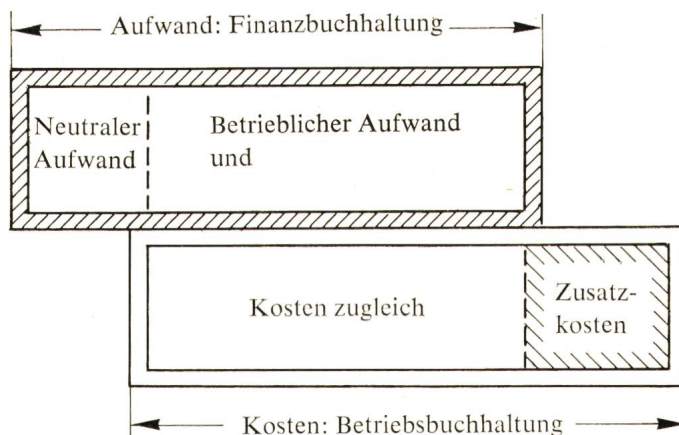 Aufwand: Finanzbuchhaltung
Neutraler
Aufwand
Betrieblicher Aufwand
und
Kosten zugleich
Zusatz-
kosten
Kosten: Betriebsbuchhaltung